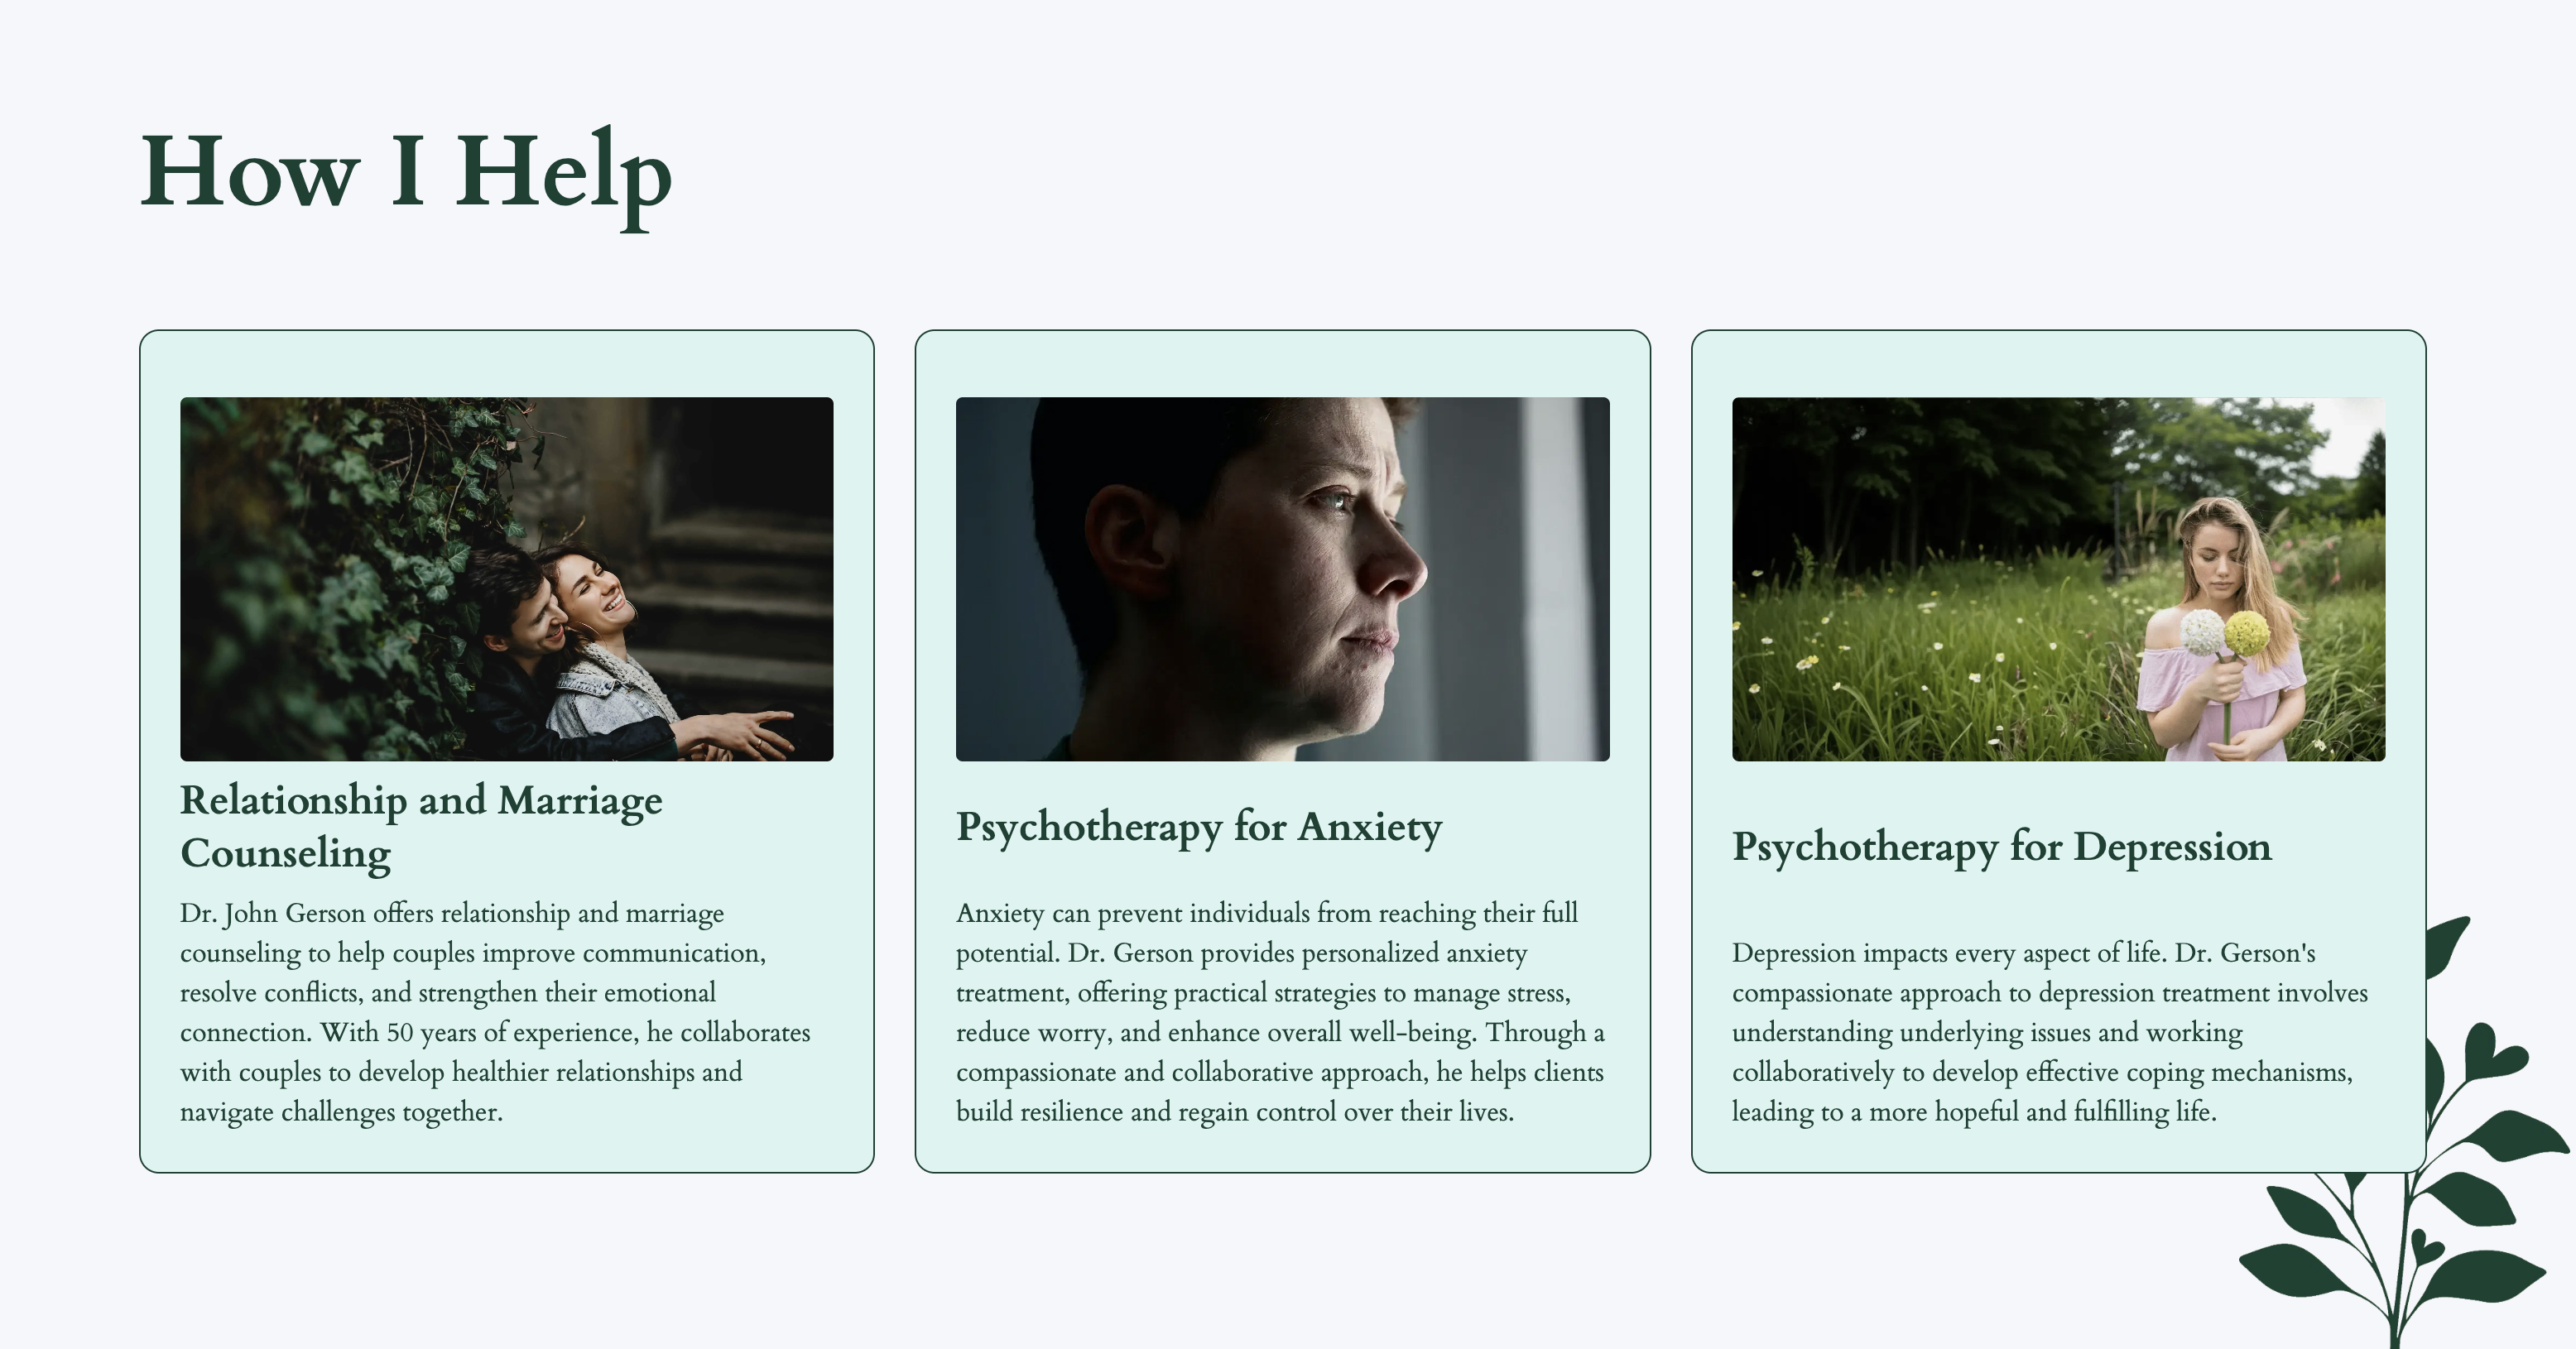 How I Help
Relationship and Marriage
Counseling
Dr. John Gerson offers relationship and marriage
counseling to help couples improve communication,
resolve conflicts, and strengthen their emotional
connection. With 50 years of experience, he collaborates
with couples to develop healthier relationships and
navigate challenges together.
Psychotherapy for Anxiety
Anxiety can prevent individuals from reaching their full
potential. Dr. Gerson provides personalized anxiety
treatment, offering practical strategies to manage stress,
reduce worry, and enhance overall well-being. Through a
compassionate and collaborative approach, he helps clients
build resilience and regain control over their lives.
Psychotherapy for Depression
Depression impacts every aspect of life. Dr. Gerson's
compassionate approach to depression treatment involves
understanding underlying issues and working
collaboratively to develop effective coping mechanisms,
leading to a more hopeful and fulfilling life.